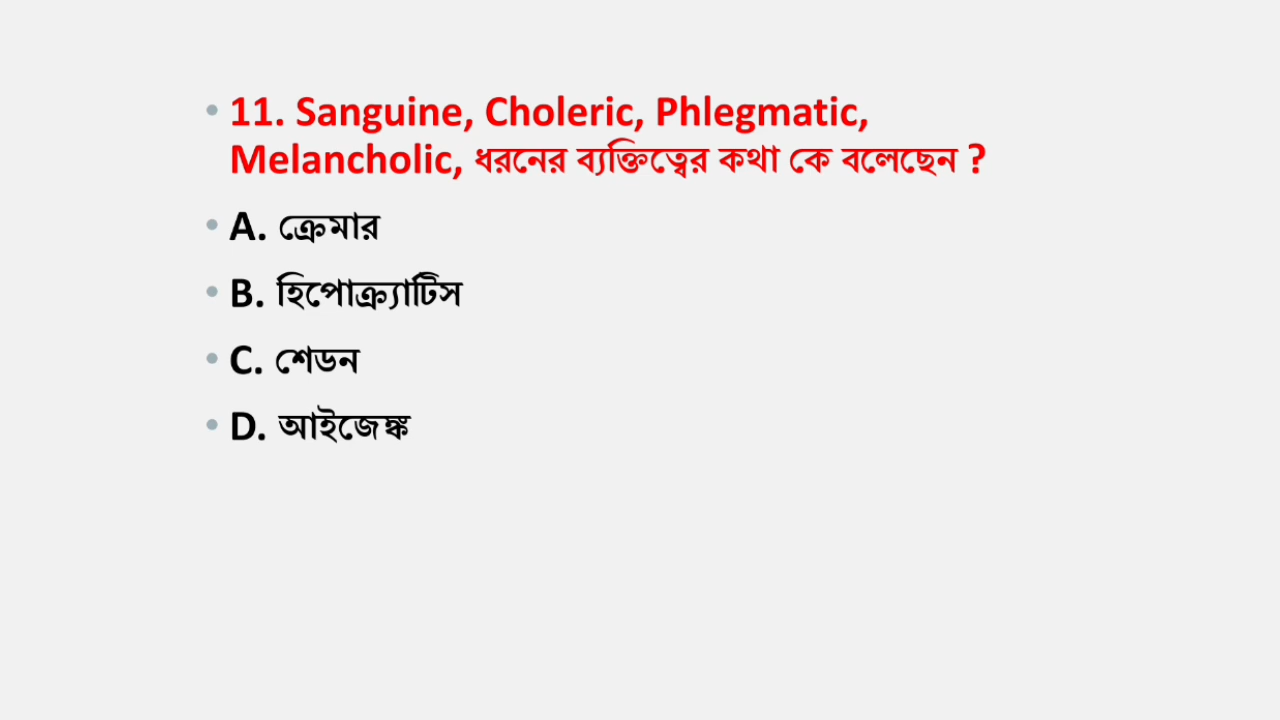 • 11. Sanguine, Choleric, Phlegmatic,
Melancholic, ধরনের ব্যক্তিত্বের কথা কে বলেছেন ?
• A. ক্রেমার
• B. হিপোক্র্যাটিস
• C. শেডন
• D. আইজেঙ্ক